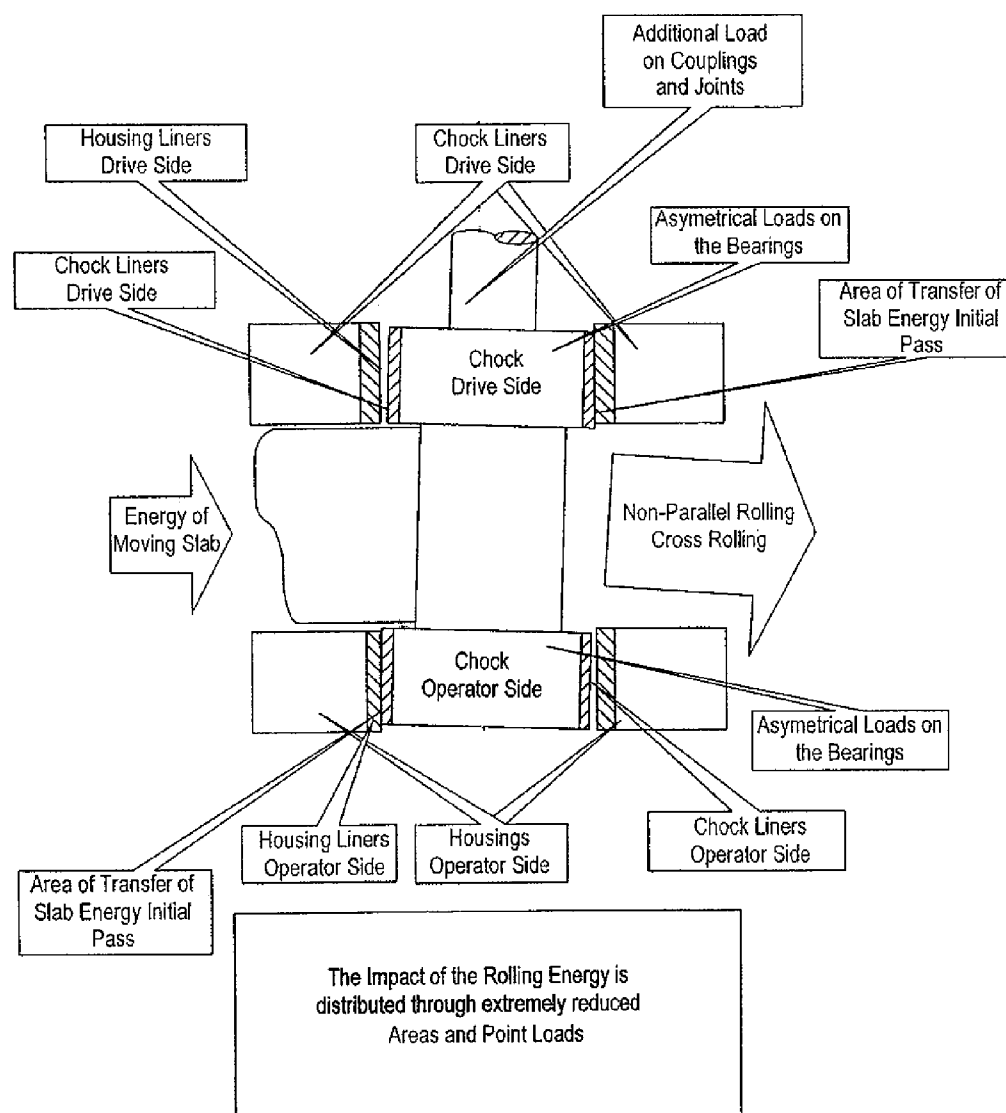 Additional Load
on Couplings
and Joints
Housing Liners
Drive Side
Chock Liners
Drive Side
Asymetrical Loads on
the Bearings
Chock Liners
Drive Side
Area of Transfer of
Slab Energy Initial
Pass
Chock
Drive Side
Energy of
Moving Slab
Non-Parallel Rolling
Cross Rolling
Chock
Operator Side
Asymetrical Loads on
the Bearings
Housing Liners
Operator Side
Housings
Operator Side
Chock Liners
Operator Side
Area of Transfer of
Slab Energy Initial
Pass
The Impact of the Rolling Energy is
distributed through extremely reduced
Areas and Point Loads